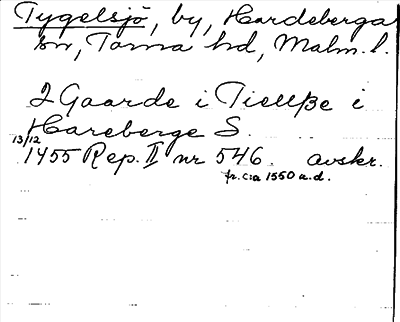 Tygelsjö, by, Hardeberga
sn, Torna hd, Malm. l.
2 Gaarde i Tiellße i
Hareberge S.
13/12
1455 Rep. II nr 546. avskr.
fr. c:a 1550 a.d.